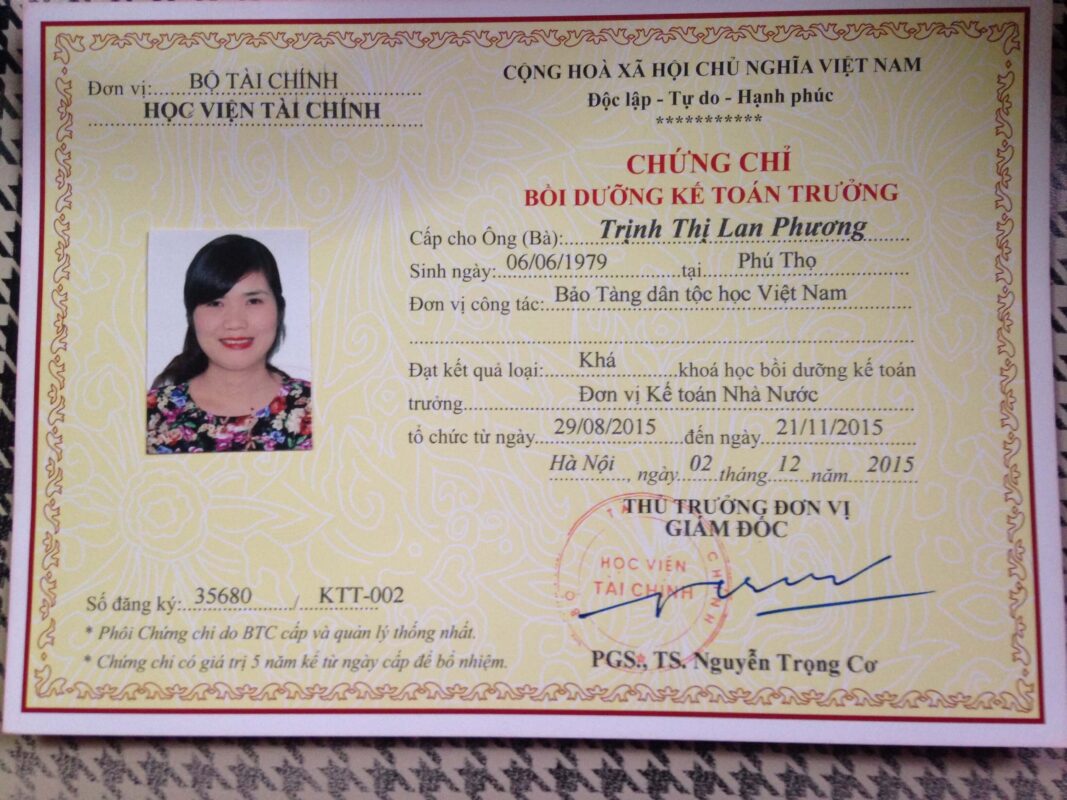 Đơn vị: BỘ TÀI CHÍNH
HỌC VIỆN TÀI CHÍNH
CỘNG HOÀ XÃ HỘI CHỦ NGHĨA VIỆT NAM
Độc lập - Tự do - Hạnh phúc
***********
CHỨNG CHỈ
BỒI DƯỠNG KẾ TOÁN TRƯỞNG
Cấp cho Ông (Bà): Trịnh Thị Lan Phương
Sinh ngày: 06/06/1979 tại Phú Thọ
Đơn vị công tác: Bảo Tàng dân tộc học Việt Nam
Đạt kết quả loại: Khá khoá học bồi dưỡng kế toán
trưởng Đơn vị Kế toán Nhà Nước
tổ chức từ ngày 29/08/2015 đến ngày 21/11/2015
Hà Nội, ngày 02 tháng 12 năm 2015
THỦ TRƯỞNG ĐƠN VỊ
GIÁM ĐỐC
HỌC VIỆN
TÀI CHÍNH
PGS., TS. Nguyễn Trọng Cơ
Số đăng ký: 35680 / KTT-002
* Phôi Chứng chỉ do BTC cấp và quản lý thống nhất.
* Chứng chỉ có giá trị 5 năm kể từ ngày cấp để bổ nhiệm.